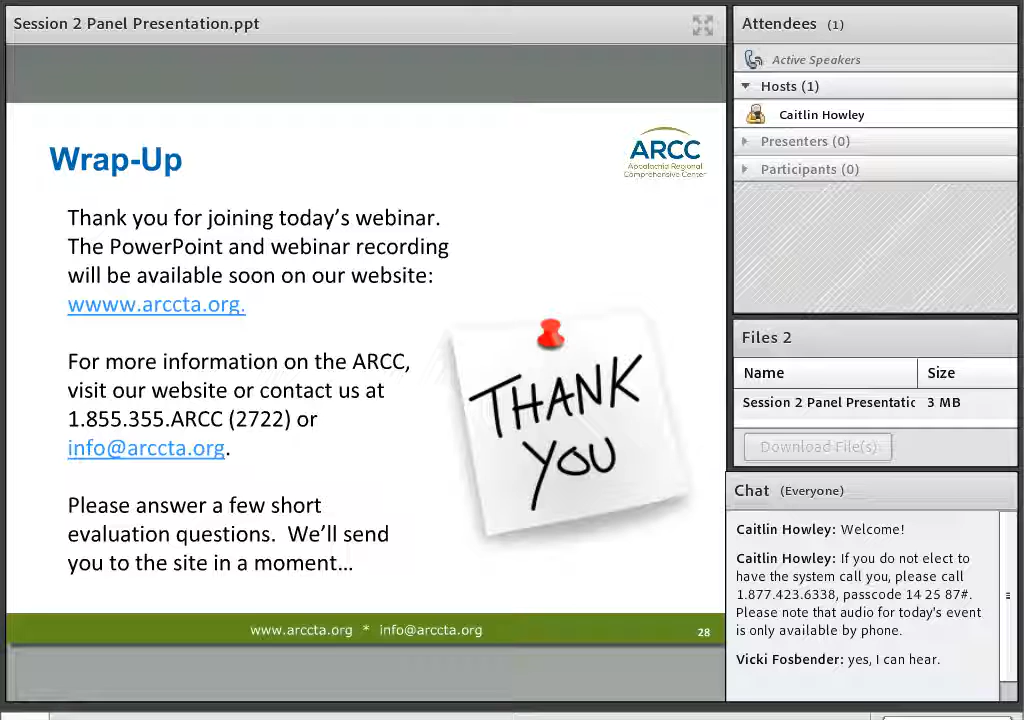 Session 2 Panel Presentation.ppt
Wrap-Up
ARCC
Appalachia Regional
Comprehensive Center
Thank you for joining today's webinar.
The PowerPoint and webinar recording
will be available soon on our website:
wwww.arccta.org.
For more information on the ARCC,
visit our website or contact us at
1.855.355.ARCC (2722) or
info@arccta.org.
Please answer a few short
evaluation questions. We'll send
you to the site in a moment...
THANK
YOU
www.arccta.org * info@arccta.org
28
Attendees (1)
Active Speakers
Hosts (1)
Caitlin Howley
Presenters (0)
Participants (0)
Files 2
Name Size
Session 2 Panel Presentatic 3 MB
Download File(s)
Chat (Everyone)
Caitlin Howley: Welcome!
Caitlin Howley: If you do not elect to
have the system call you, please call
1.877.423.6338, passcode 14 25 87#.
Please note that audio for today's event
is only available by phone.
Vicki Fosbender: yes, I can hear.